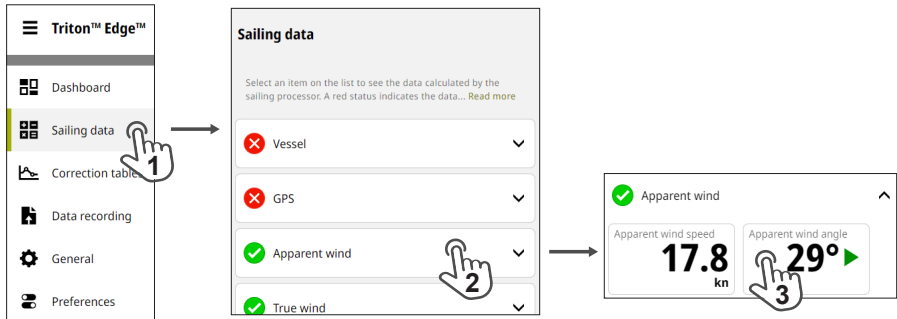 Triton™ Edge™
Dashboard
Sailing data
1
Correction tables
Data recording
General
Preferences
Sailing data
Select an item on the list to see the data calculated by the
sailing processor. A red status indicates the data... Read more
Vessel
GPS
Apparent wind
2
True wind
Apparent wind
Apparent wind speed
17.8
kn
Apparent wind angle
29°
3